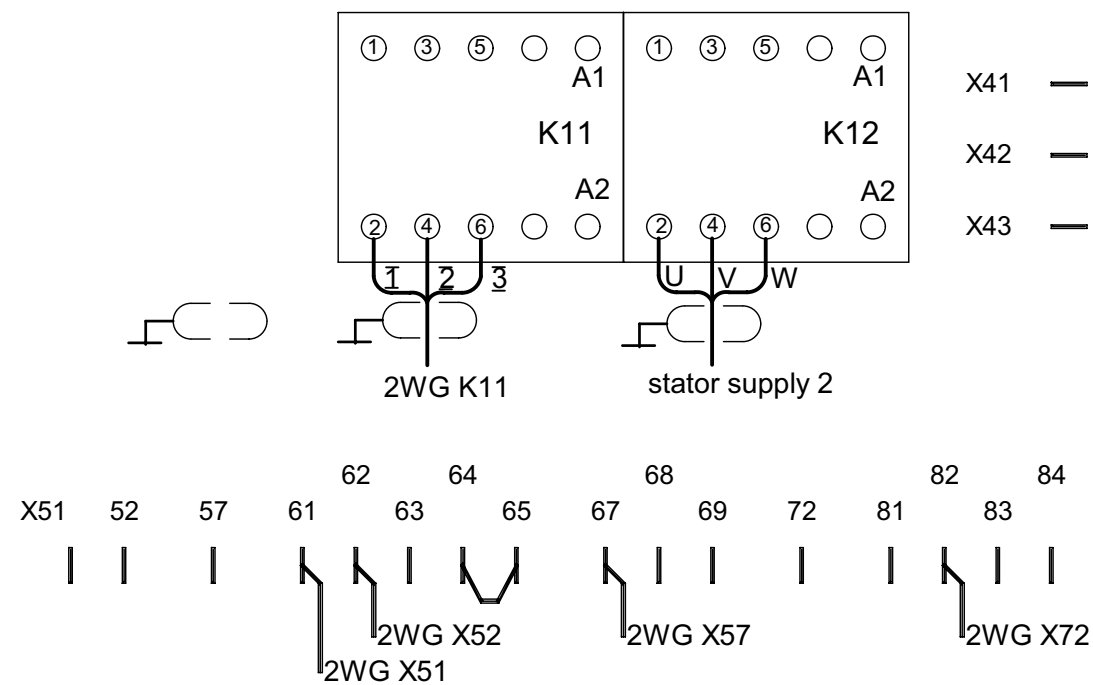 1 3 5 1 3 5
A1 A1
X41
K11 K12
X42
A2 A2
2 4 6 2 4 6
X43
1 2 3 U V W
2WG K11 stator supply 2
62 64 68 82 84
X51 52 57 61 63 65 67 69 72 81 83
2WG X52 2WG X57 2WG X72
2WG X51